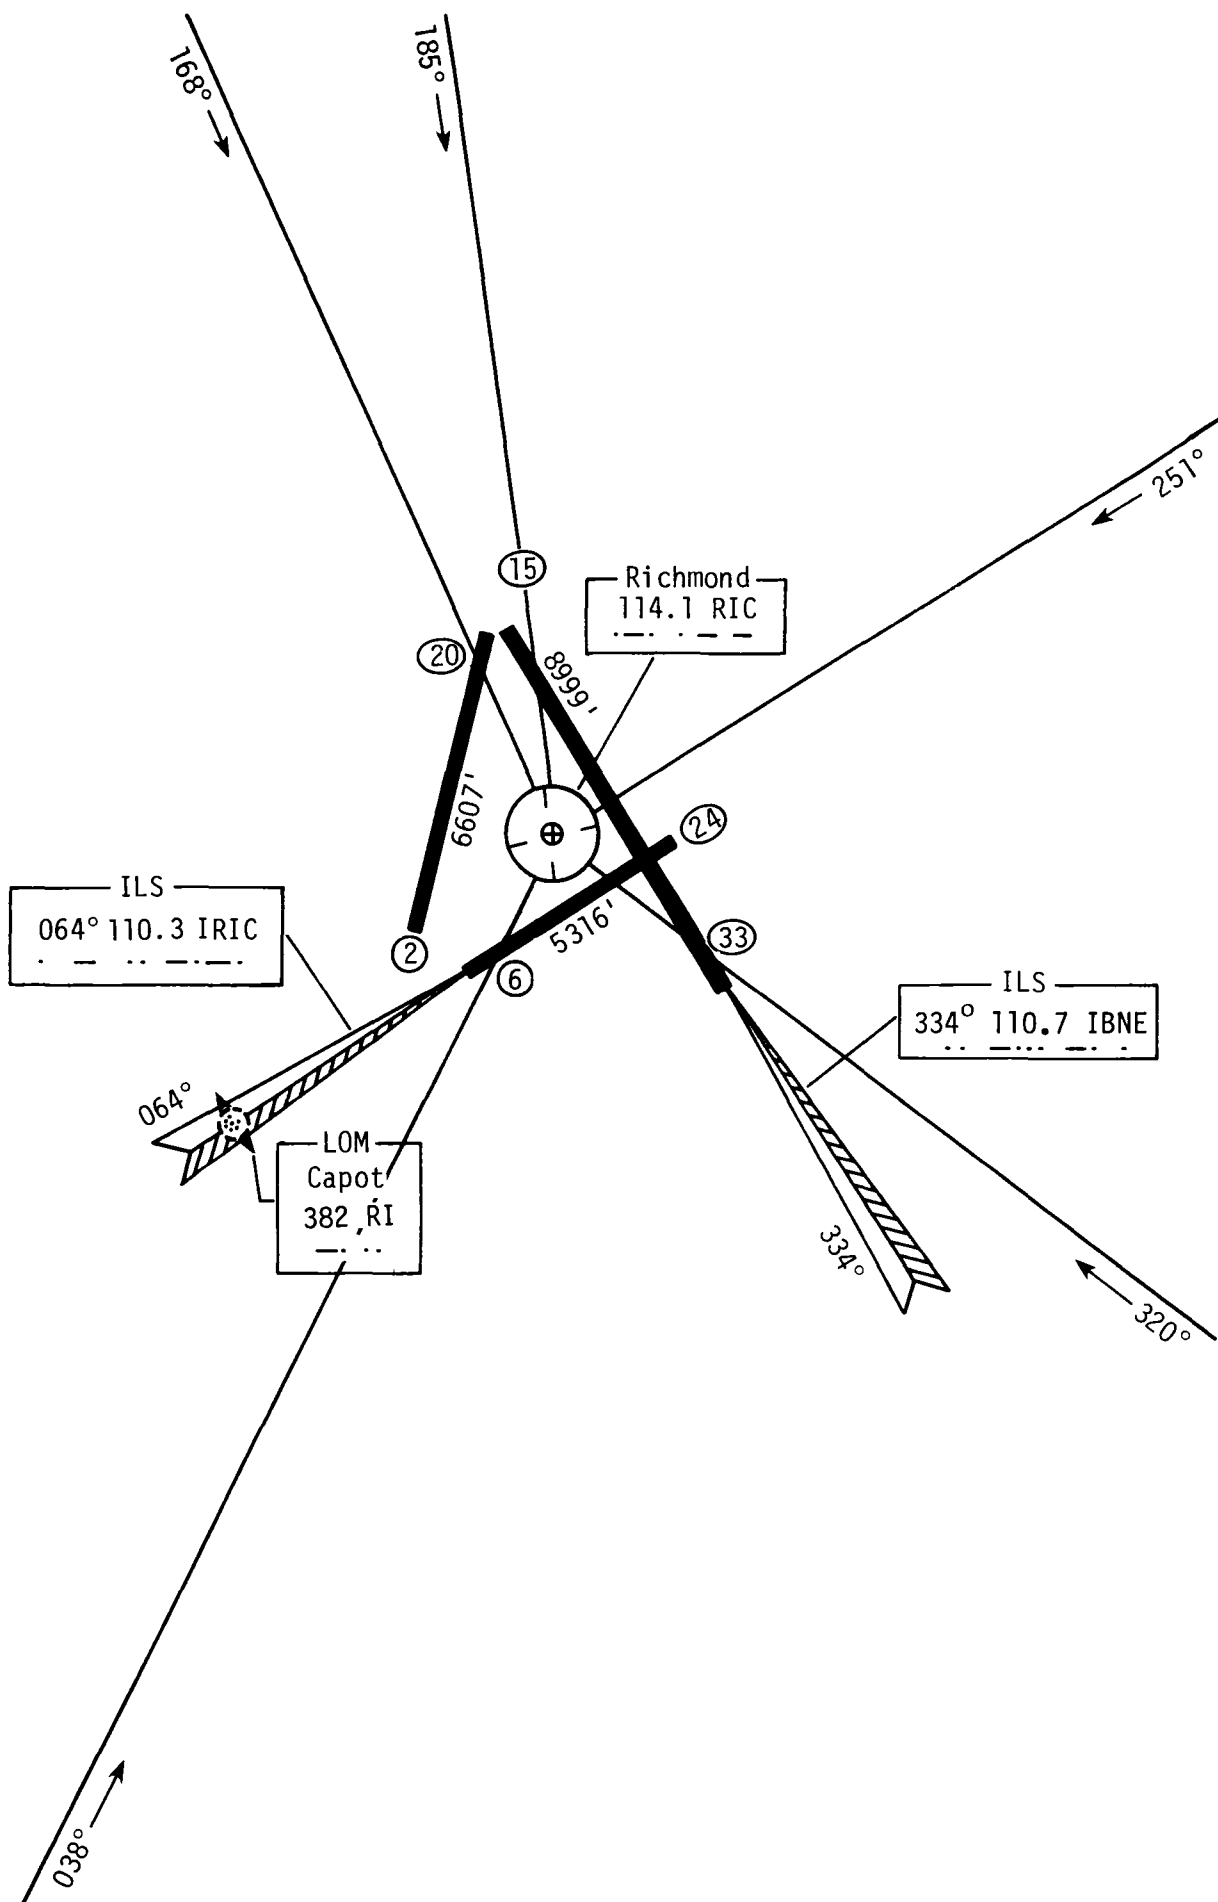 168°
185°
251°
15
Richmond
114.1 RIC
20
8999'
6607'
24
ILS
064° 110.3 IRIC
2
5316'
33
6
ILS
334° 110.7 IBNE
064°
LOM
Capot
382, RI
334°
320°
038°